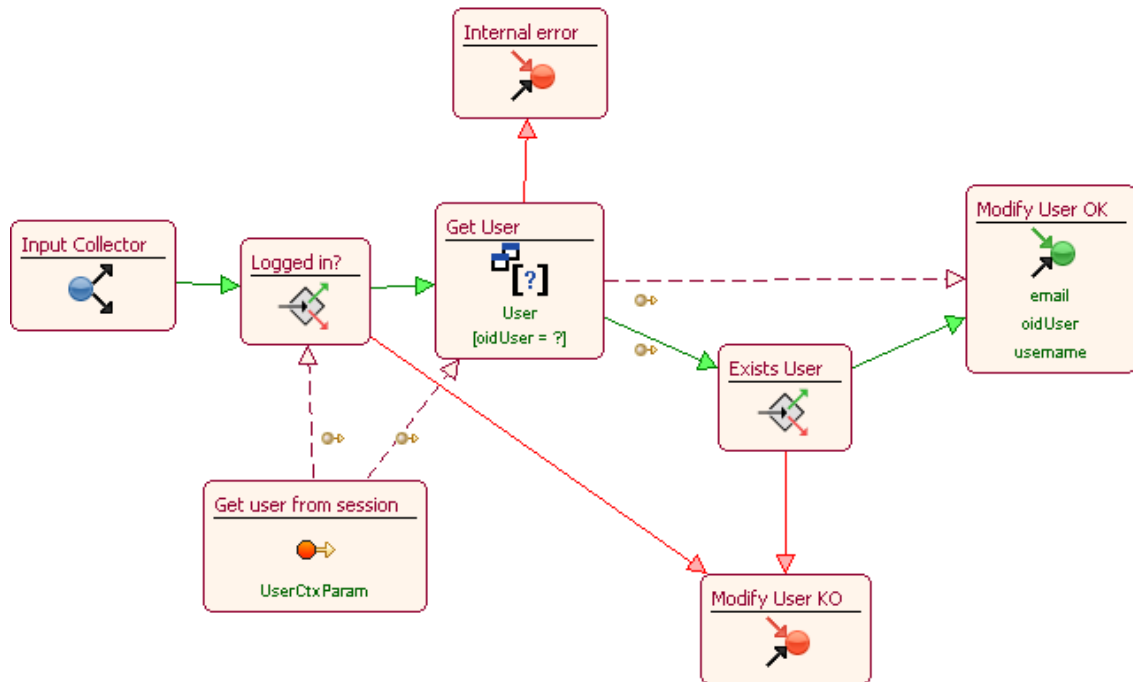 Internal error
Input Collector
Logged in?
Get User
[?]
User
[oidUser = ?]
Modify User OK
email
oidUser
username
Exists User
Get user from session
UserCtxParam
Modify User KO